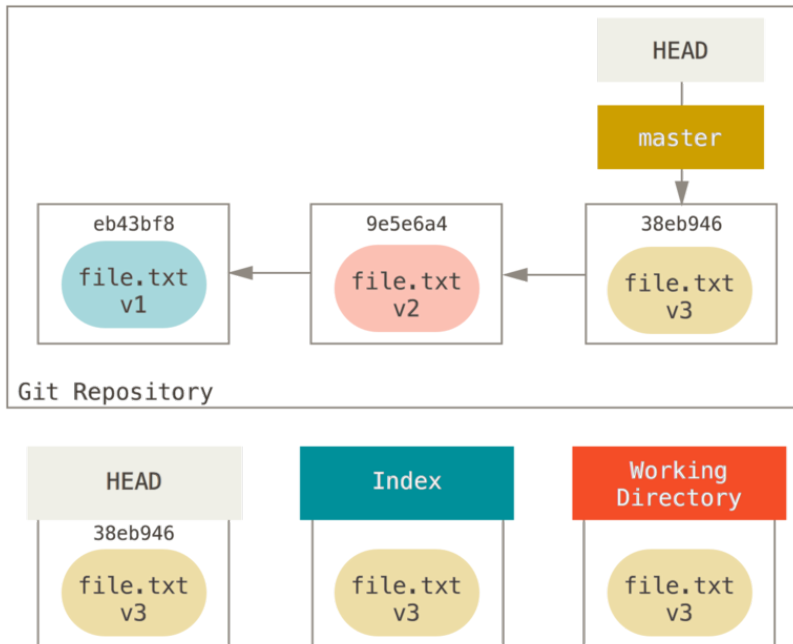 HEAD
master
eb43bf8
9e5e6a4
38eb946
file.txt
v1
file.txt
v2
file.txt
v3
Git Repository
HEAD
Index
Working
Directory
38eb946
file.txt
v3
file.txt
v3
file.txt
v3